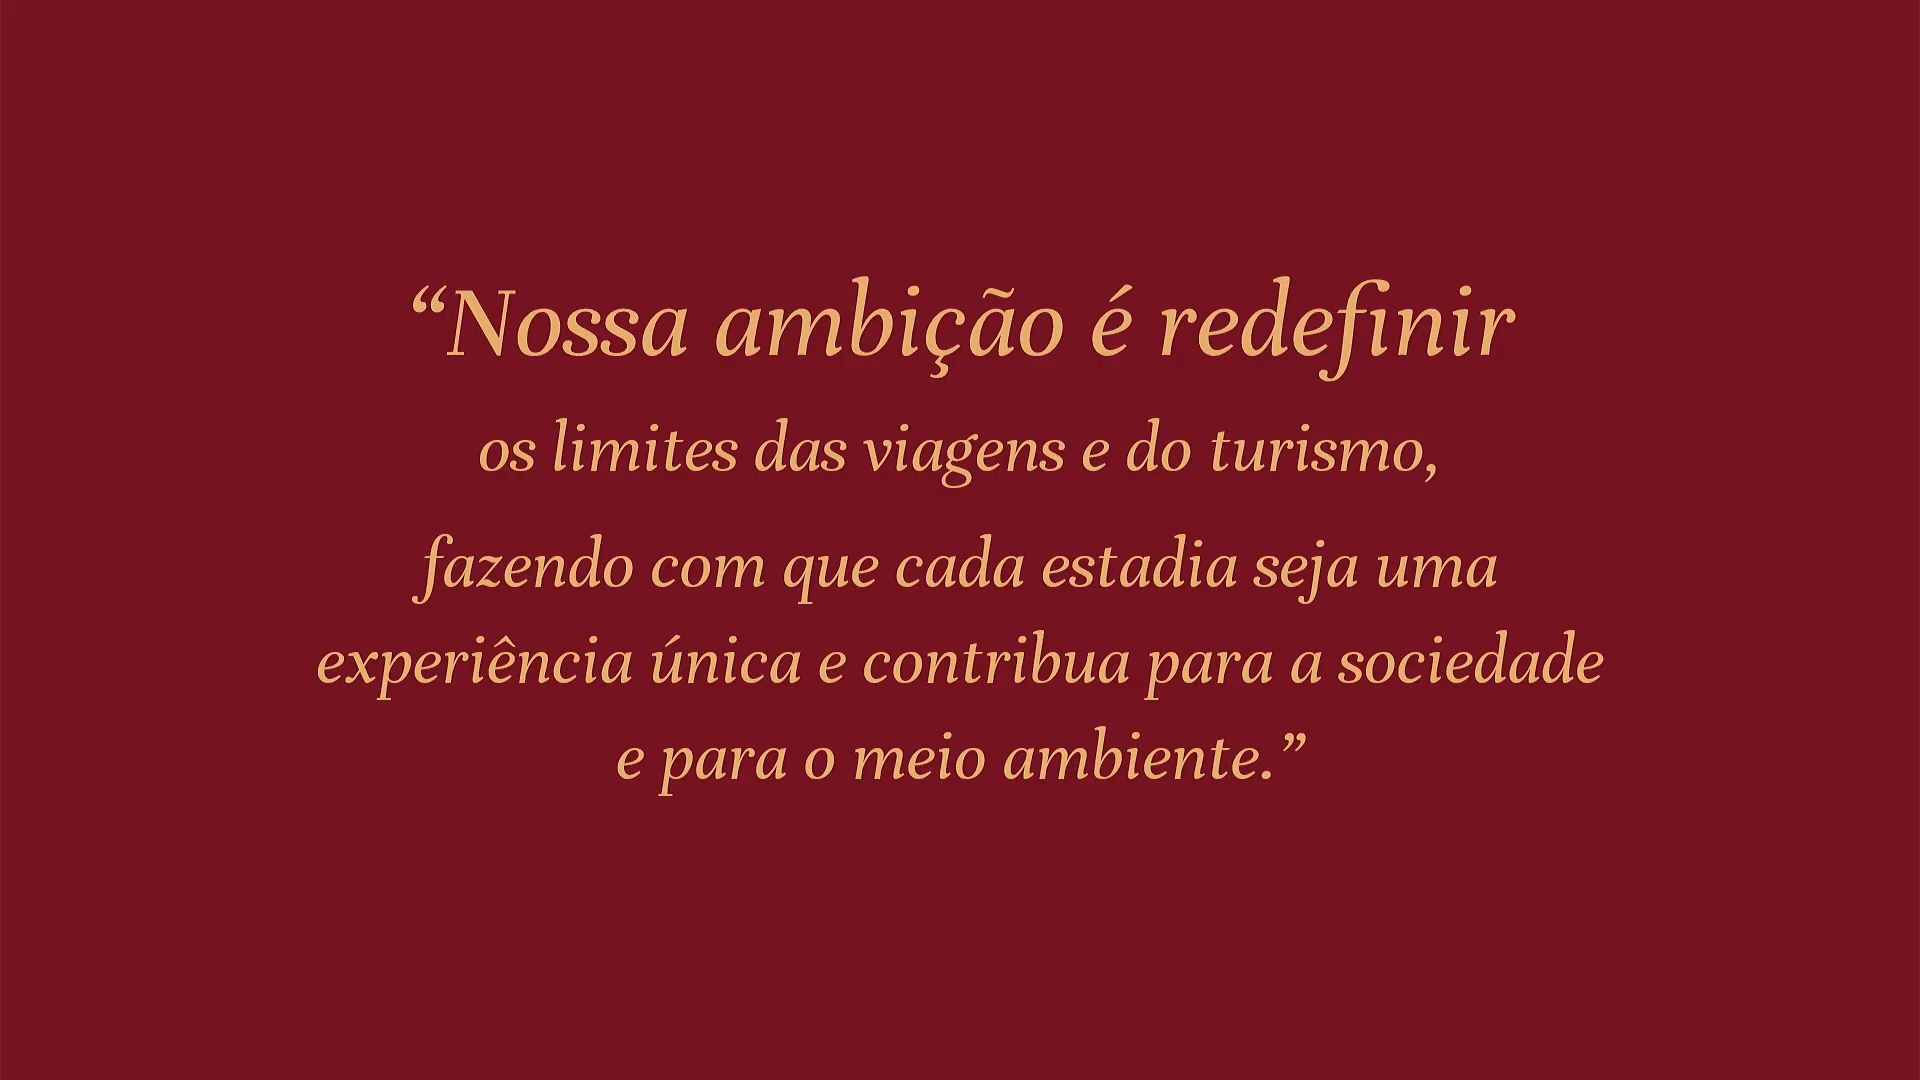 “Nossa ambição é redefinir
os limites das viagens e do turismo,
fazendo com que cada estadia seja uma
experiência única e contribua para a sociedade
e para o meio ambiente.”